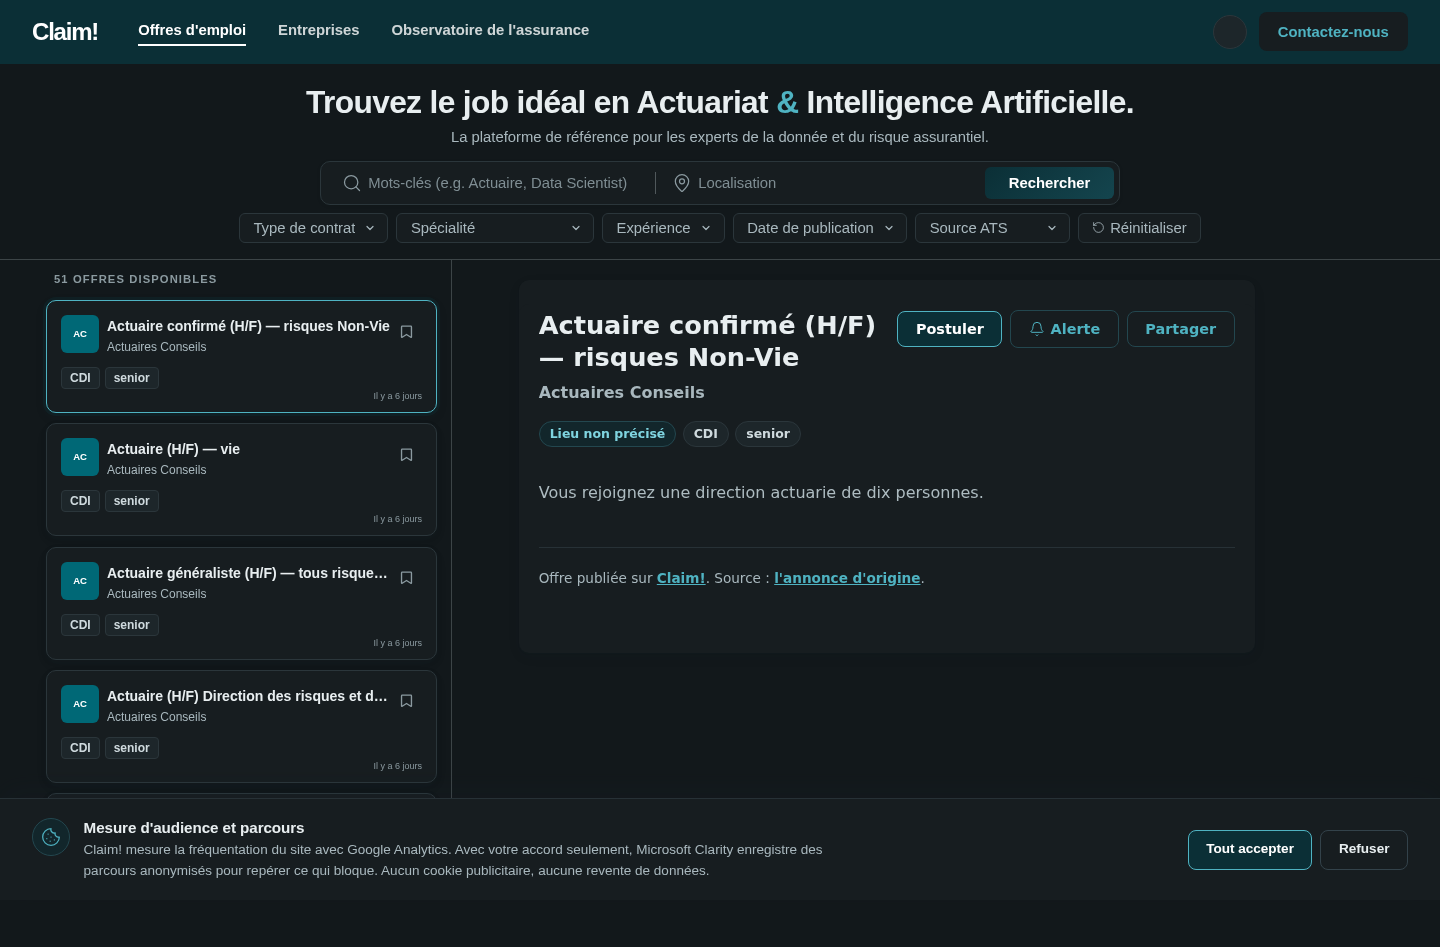 Claim!
Offres d'emploi
Entreprises
Observatoire de l'assurance
Contactez-nous
Trouvez le job idéal en Actuariat & Intelligence Artificielle.
La plateforme de référence pour les experts de la donnée et du risque assurantiel.
Mots-clés (e.g. Actuaire, Data Scientist)
Localisation
Rechercher
Type de contrat
Spécialité
Expérience
Date de publication
Source ATS
Réinitialiser
51 OFFRES DISPONIBLES
AC
Actuaire confirmé (H/F) — risques Non-Vie
Actuaires Conseils
CDI
senior
Il y a 6 jours
AC
Actuaire (H/F) — vie
Actuaires Conseils
CDI
senior
Il y a 6 jours
AC
Actuaire généraliste (H/F) — tous risque…
Actuaires Conseils
CDI
senior
Il y a 6 jours
AC
Actuaire (H/F) Direction des risques et d…
Actuaires Conseils
CDI
senior
Il y a 6 jours
Actuaire confirmé (H/F)
— risques Non-Vie
Postuler
Alerte
Partager
Actuaires Conseils
Lieu non précisé
CDI
senior
Vous rejoignez une direction actuarie de dix personnes.
Offre publiée sur Claim!. Source : l'annonce d'origine.
Mesure d'audience et parcours
Claim! mesure la fréquentation du site avec Google Analytics. Avec votre accord seulement, Microsoft Clarity enregistre des
parcours anonymisés pour repérer ce qui bloque. Aucun cookie publicitaire, aucune revente de données.
Tout accepter
Refuser